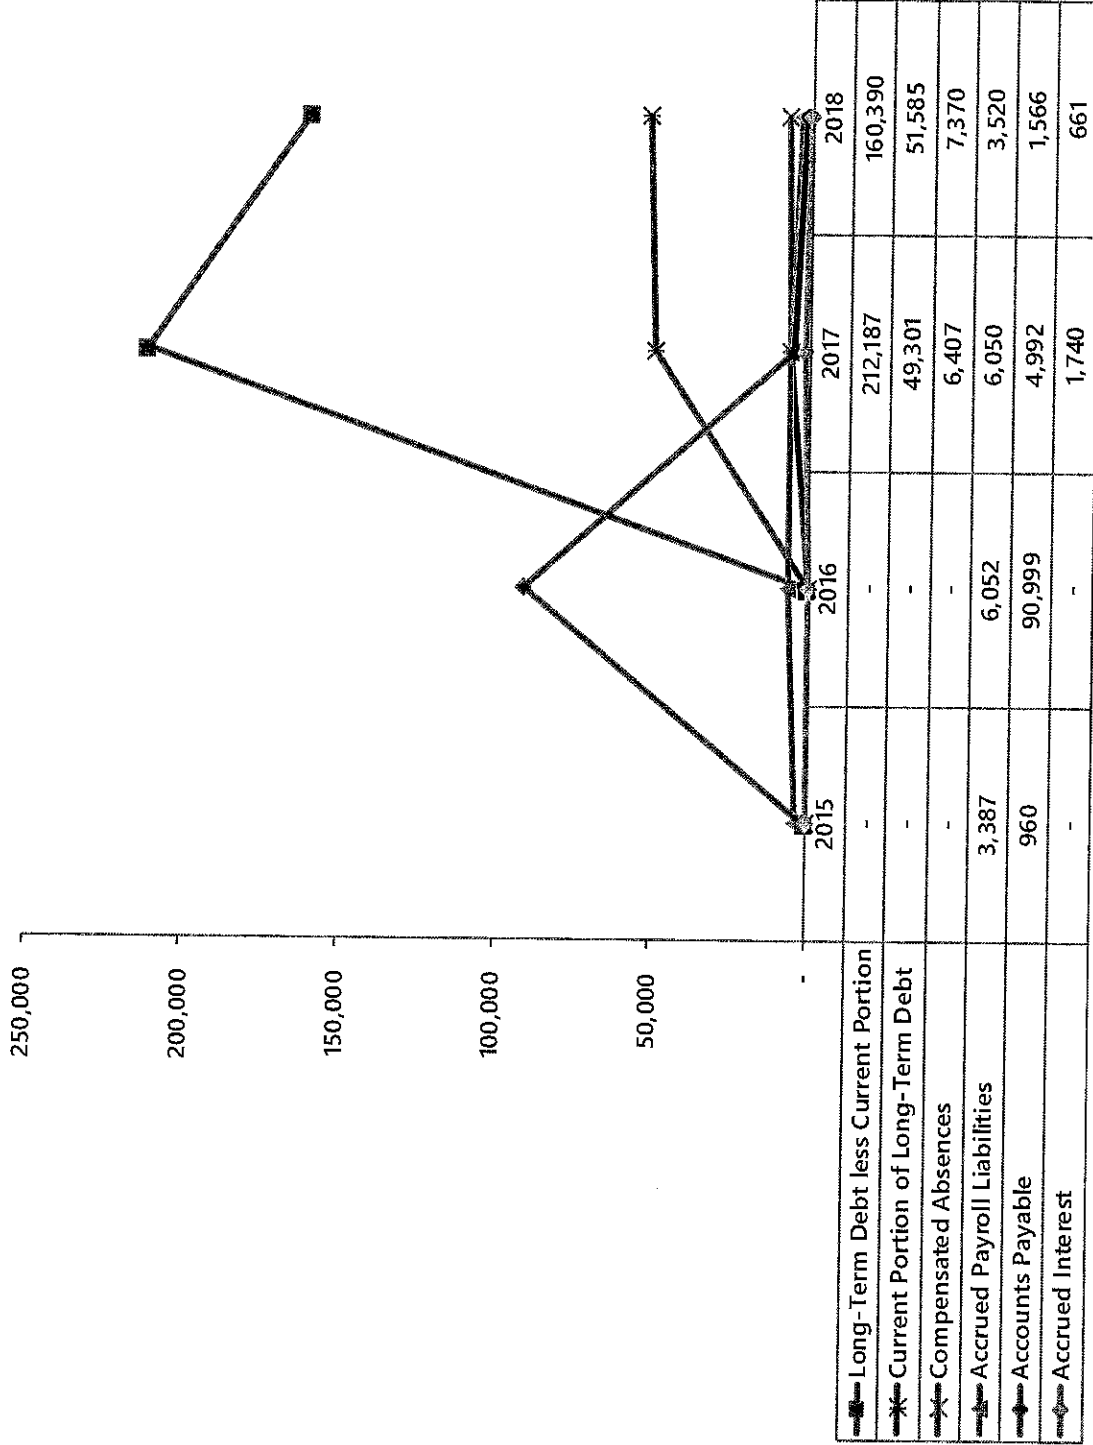 250,000
200,000
150,000
100,000
50,000
-
2015 2016 2017 2018
Long-Term Debt less Current Portion - - 212,187 160,390
Current Portion of Long-Term Debt - - 49,301 51,585
Compensated Absences - - 6,407 7,370
Accrued Payroll Liabilities 3,387 6,052 6,050 3,520
Accounts Payable 960 90,999 4,992 1,566
Accrued Interest - - 1,740 661